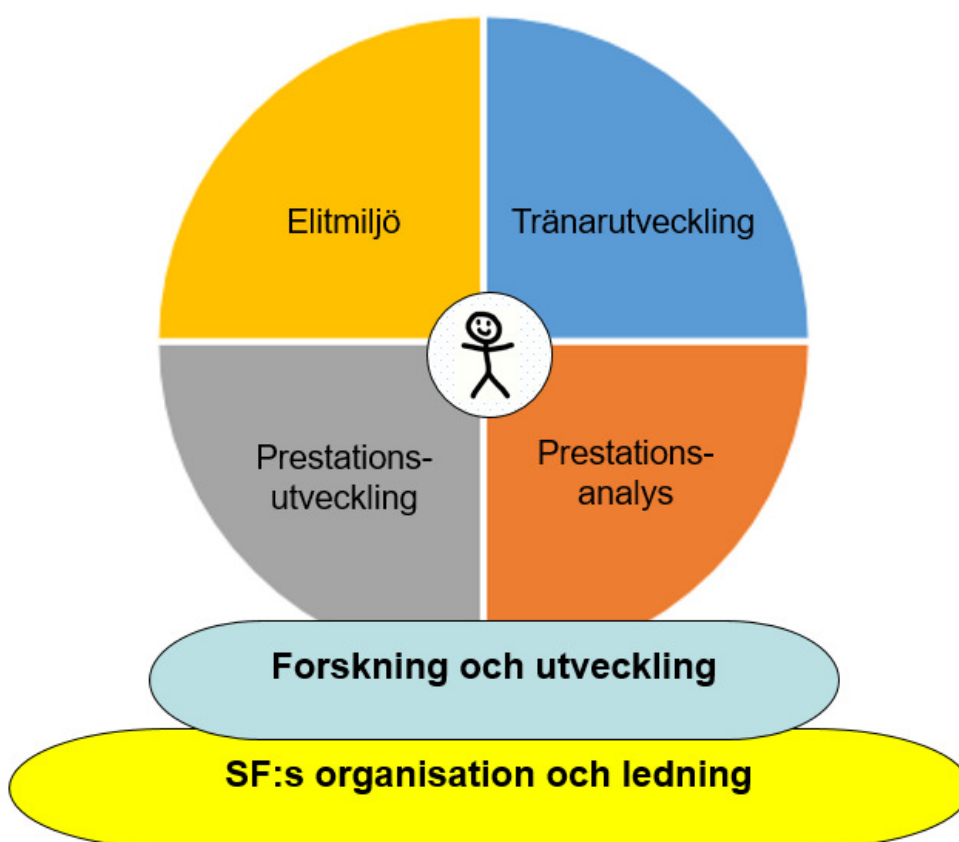 Elitmiljö
Tränarutveckling
Prestations-
utveckling
Prestations-
analys
Forskning och utveckling
SF:s organisation och ledning